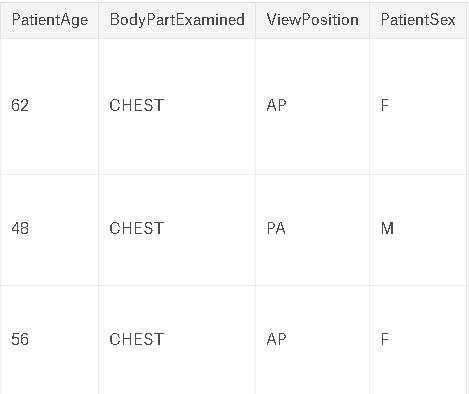 PatientAge BodyPartExamined ViewPosition PatientSex
62 CHEST AP F
48 CHEST PA M
56 CHEST AP F